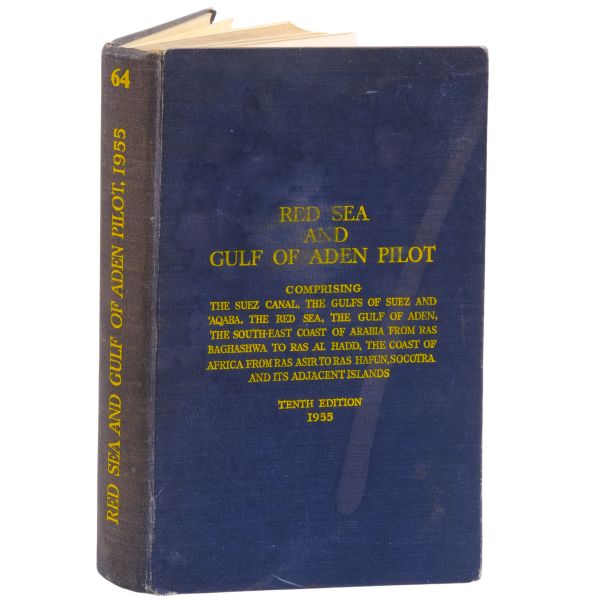 64
RED SEA AND GULF OF ADEN PILOT, 1955
RED SEA
AND
GULF OF ADEN PILOT
COMPRISING
THE SUEZ CANAL, THE GULFS OF SUEZ AND
'AQABA, THE RED SEA, THE GULF OF ADEN,
THE SOUTH-EAST COAST OF ARABIA FROM RAS
BAGHASHWA TO RAS AL HADD, THE COAST OF
AFRICA FROM RAS ASIR TO RAS HAFUN, SOCOTRA
AND ITS ADJACENT ISLANDS
TENTH EDITION
1955